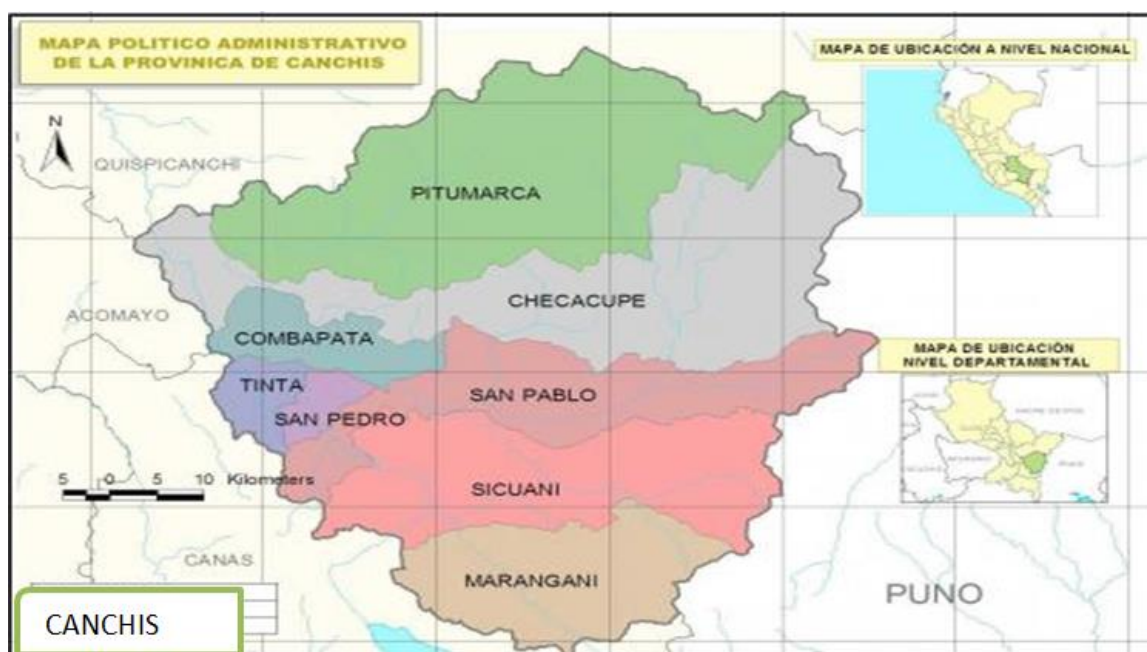 MAPA POLITICO ADMINISTRATIVO
DE LA PROVINICA DE CANCHIS
MAPA DE UBICACIÓN A NIVEL NACIONAL
N
QUISPICANCHI
PITUMARCA
CHECACUPE
ACOMAYO
COMBAPATA
MAPA DE UBICACIÓN
NIVEL DEPARTAMENTAL
TINTA
SAN PABLO
SAN PEDRO
5 0 5 10 Kilometers
SICUANI
CANAS
MARANGANI
PUNO
CANCHIS